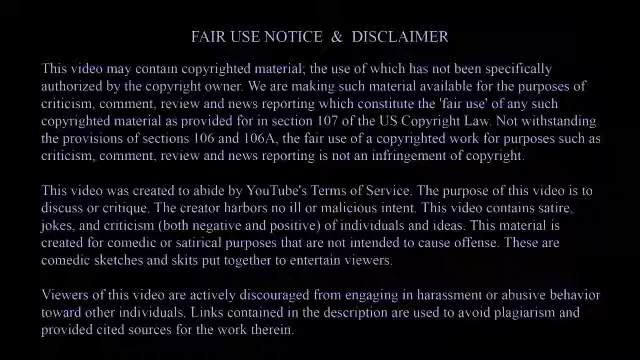 FAIR USE NOTICE & DISCLAIMER
This video may contain copyrighted material; the use of which has not been specifically
authorized by the copyright owner. We are making such material available for the purposes of
criticism, comment, review and news reporting which constitute the 'fair use' of any such
copyrighted material as provided for in section 107 of the US Copyright Law. Not withstanding
the provisions of sections 106 and 106A, the fair use of a copyrighted work for purposes such as
criticism, comment, review and news reporting is not an infringement of copyright.
This video was created to abide by YouTube's Terms of Service. The purpose of this video is to
discuss or critique. The creator harbors no ill or malicious intent. This video contains satire,
jokes, and criticism (both negative and positive) of individuals and ideas. This material is
created for comedic or satirical purposes that are not intended to cause offense. These are
comedic sketches and skits put together to entertain viewers.
Viewers of this video are actively discouraged from engaging in harassment or abusive behavior
toward other individuals. Links contained in the description are used to avoid plagiarism and
provided cited sources for the work therein.